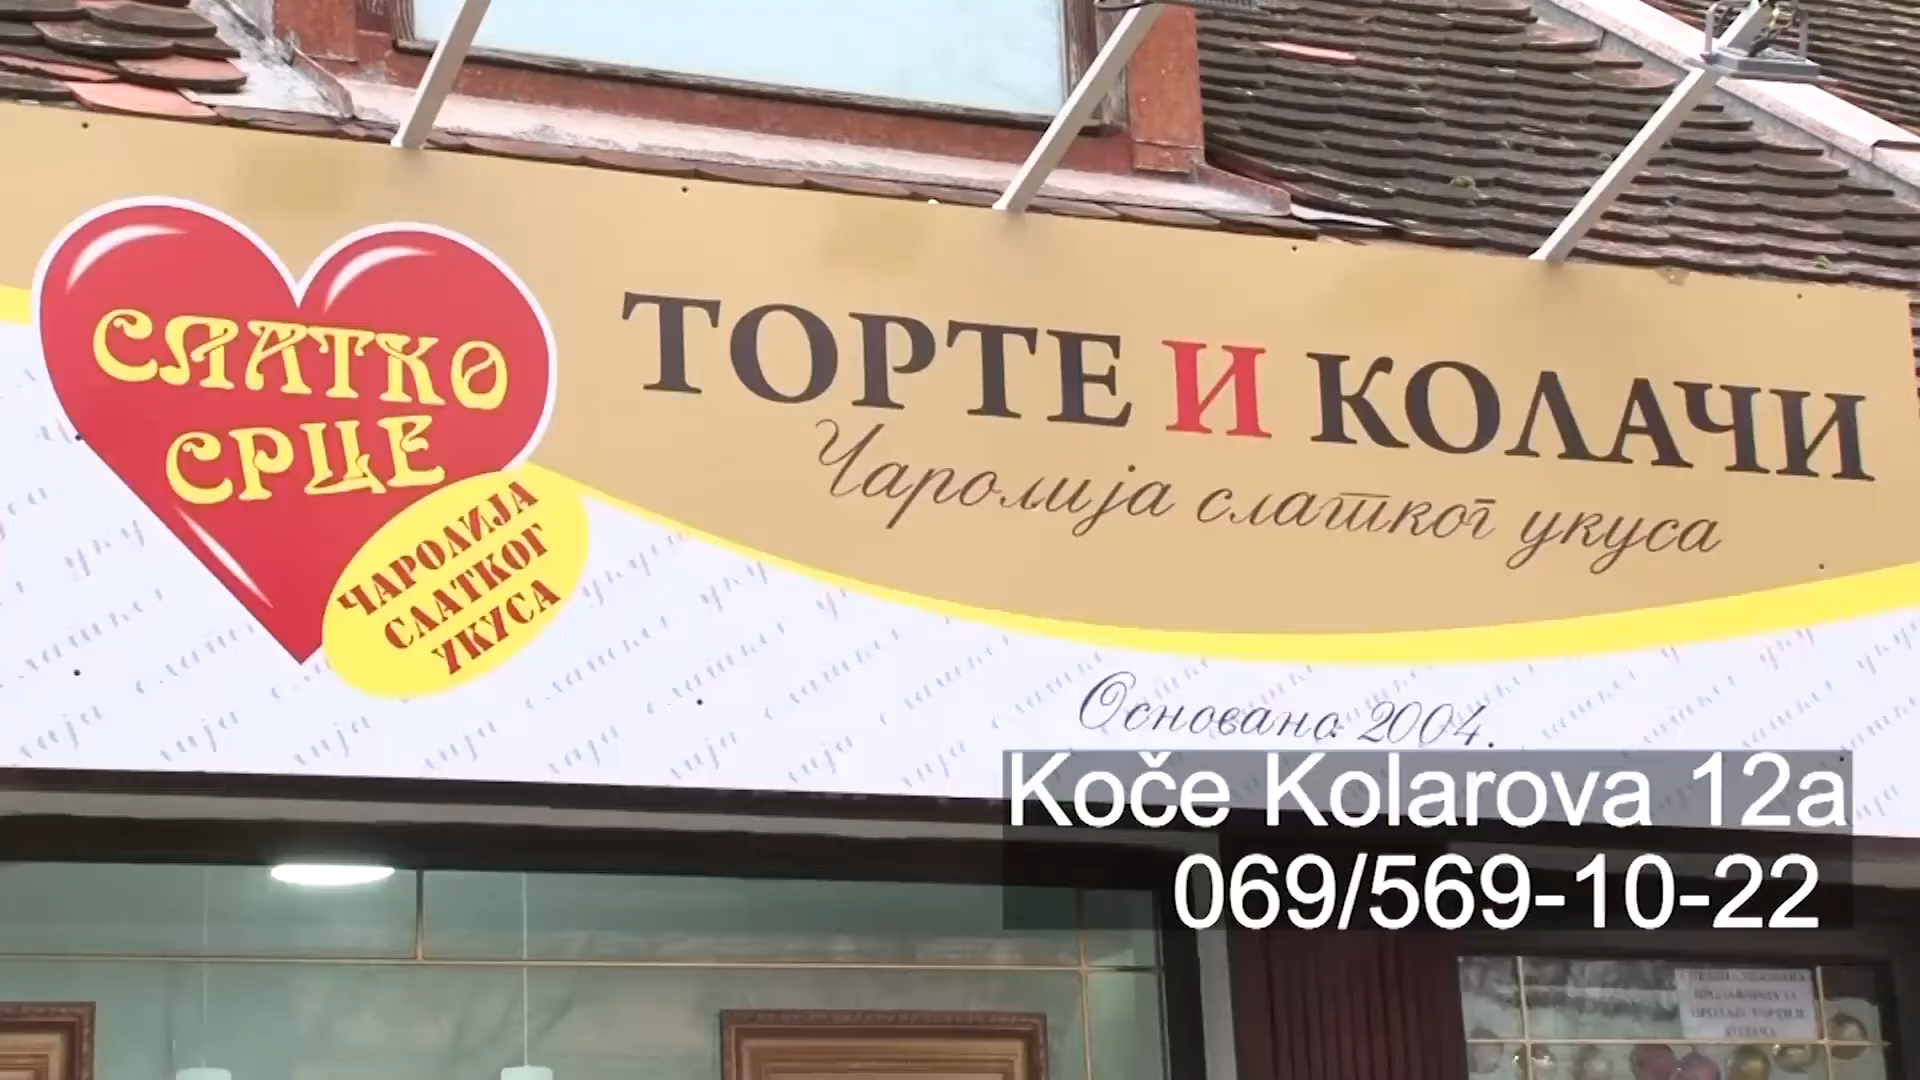 СЛАТКО
СРЦЕ
ЧАРОЛИЈА
СЛАТКОГ
УКУСА
ТОРТЕ И КОЛАЧИ
Чаролија слатког укуса
Основано 2004.
Koče Kolarova 12a
069/569-10-22